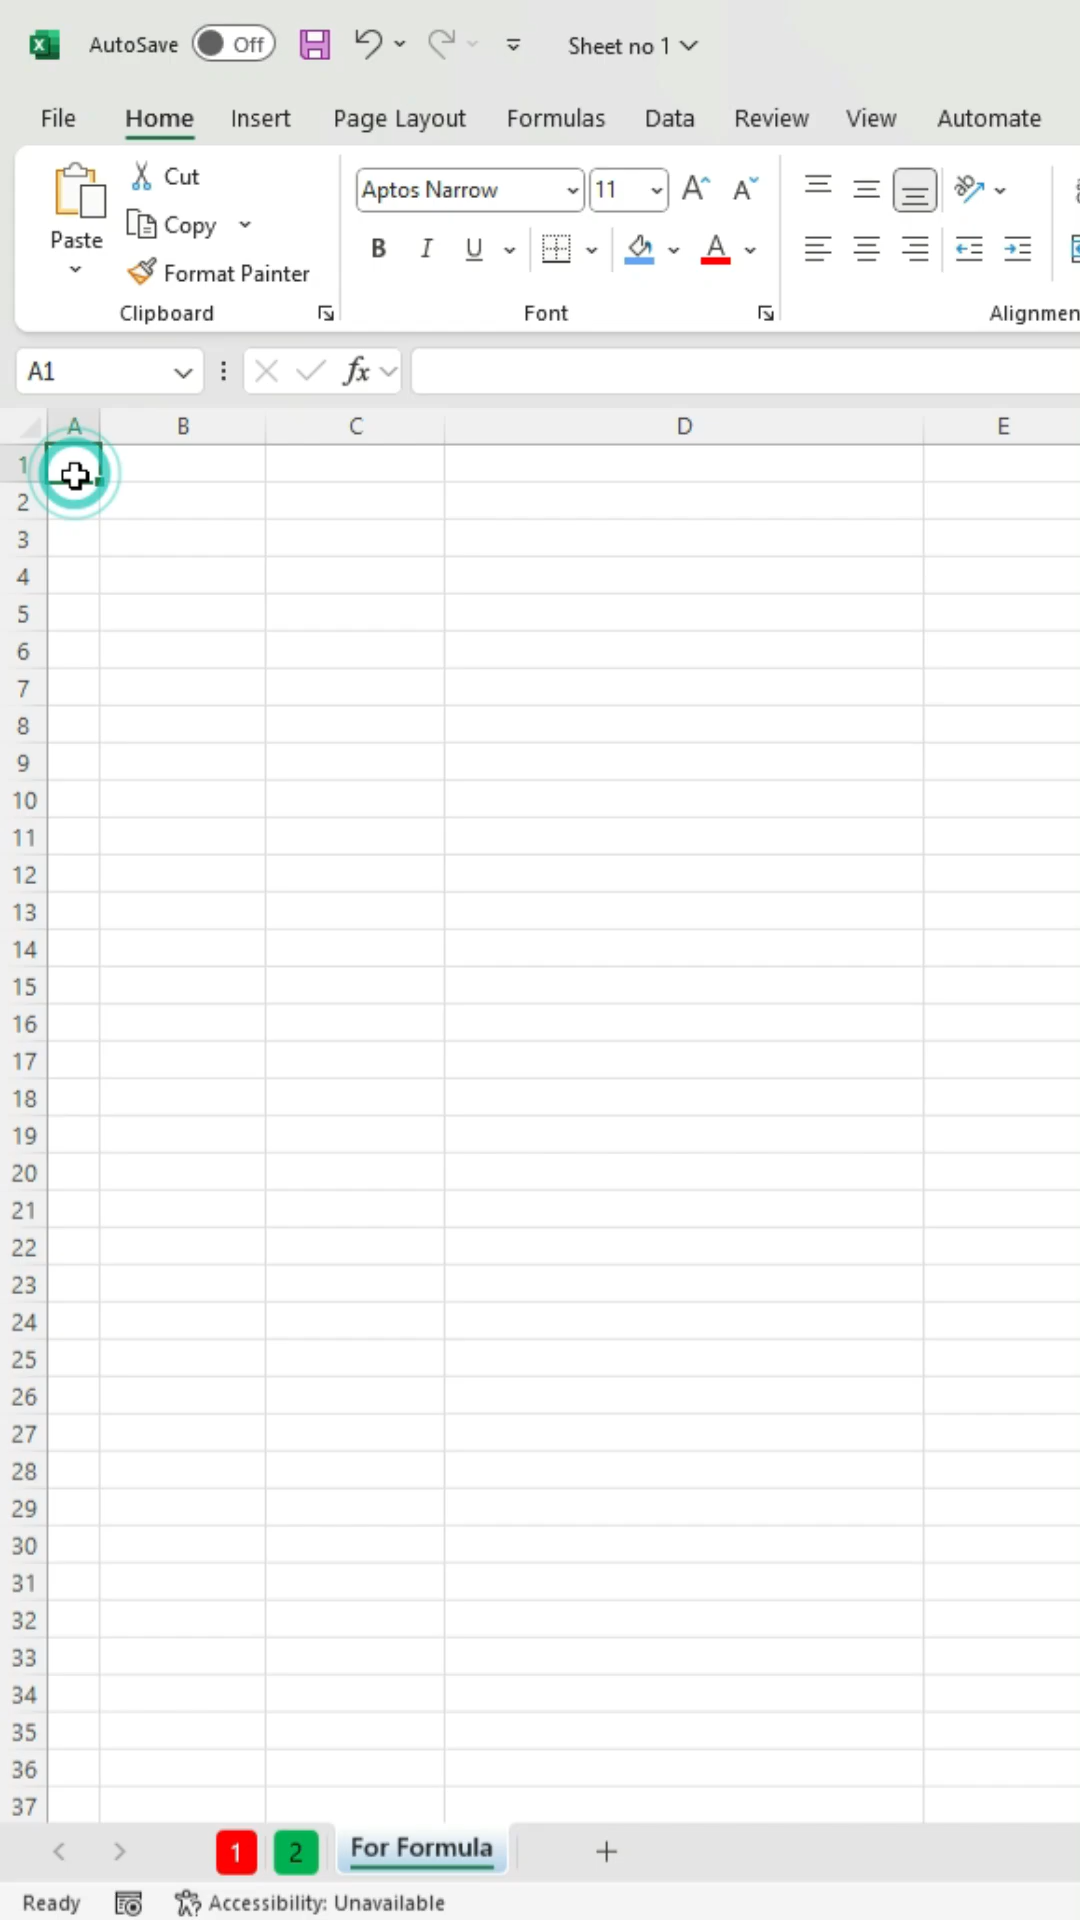 AutoSave Off Sheet no 1
File Home Insert Page Layout Formulas Data Review View Automate
Paste
Cut
Copy
Format Painter
Clipboard
Aptos Narrow 11
B I U
Font
Alignmen
A1 fx
A B C D E
1
2
3
4
5
6
7
8
9
10
11
12
13
14
15
16
17
18
19
20
21
22
23
24
25
26
27
28
29
30
31
32
33
34
35
36
37
1 2 For Formula
Ready Accessibility: Unavailable